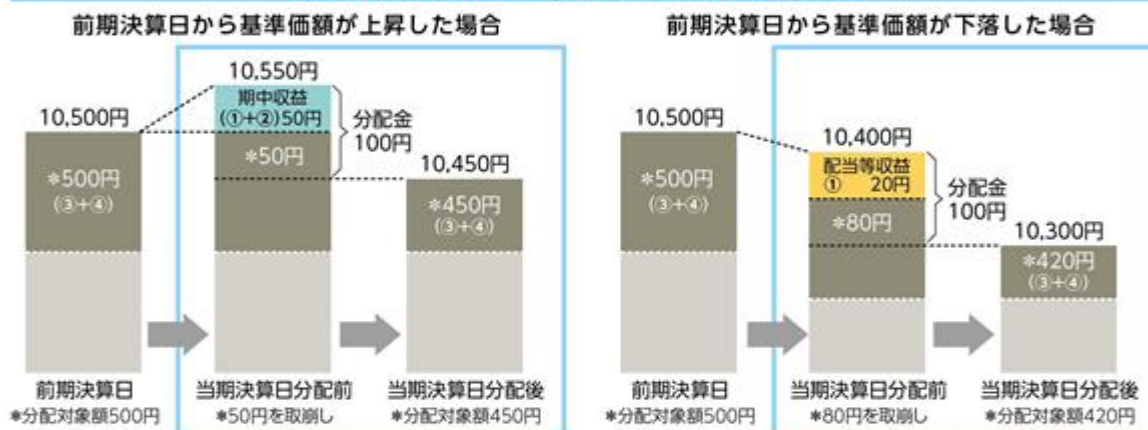 前期決算日から基準価額が上昇した場合
10,550円
10,500円
期中収益
(①+②)50円
分配金
100円
*50円
10,450円
*500円
(③+④)
*450円
(③+④)
前期決算日
*分配対象額500円
当期決算日分配前
*50円を取崩し
当期決算日分配後
*分配対象額450円
前期決算日から基準価額が下落した場合
10,500円
10,400円
*500円
(③+④)
配当等収益
① 20円
分配金
100円
*80円
10,300円
*420円
(③+④)
前期決算日
*分配対象額500円
当期決算日分配前
*80円を取崩し
当期決算日分配後
*分配対象額420円